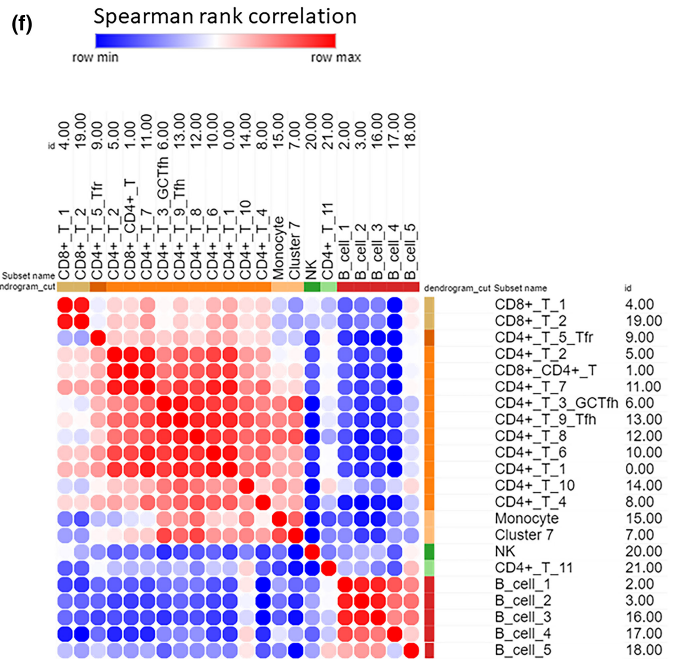 (f)
Spearman rank correlation
row min row max
id 4.00 19.00 9.00 5.00 1.00 11.00 6.00 13.00 12.00 10.00 0.00 14.00 8.00 15.00 7.00 20.00 21.00 2.00 3.00 16.00 17.00 18.00
Subset name CD8+_T_1 CD8+_T_2 CD4+_T_5_Tfr CD4+_T_2 CD8+_CD4+_T CD4+_T_7 CD4+_T_3_GCTfh CD4+_T_9_Tfh CD4+_T_8 CD4+_T_6 CD4+_T_1 CD4+_T_10 CD4+_T_4 Monocyte Cluster 7 NK CD4+_T_11 B_cell_1 B_cell_2 B_cell_3 B_cell_4 B_cell_5
ndrogram_cut dendrogram_cut Subset name id
CD8+_T_1 4.00
CD8+_T_2 19.00
CD4+_T_5_Tfr 9.00
CD4+_T_2 5.00
CD8+_CD4+_T 1.00
CD4+_T_7 11.00
CD4+_T_3_GCTfh 6.00
CD4+_T_9_Tfh 13.00
CD4+_T_8 12.00
CD4+_T_6 10.00
CD4+_T_1 0.00
CD4+_T_10 14.00
CD4+_T_4 8.00
Monocyte 15.00
Cluster 7 7.00
NK 20.00
CD4+_T_11 21.00
B_cell_1 2.00
B_cell_2 3.00
B_cell_3 16.00
B_cell_4 17.00
B_cell_5 18.00